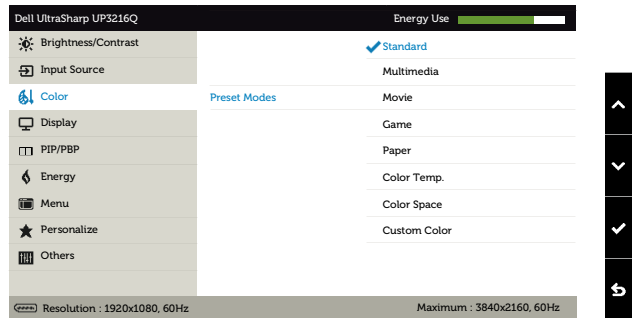 Dell UltraSharp UP3216Q Energy Use
Brightness/Contrast Standard
Input Source Multimedia
Color Preset Modes Movie
Display Game
PIP/PBP Paper
Energy Color Temp.
Menu Color Space
Personalize Custom Color
Others
Resolution : 1920x1080, 60Hz Maximum : 3840x2160, 60Hz